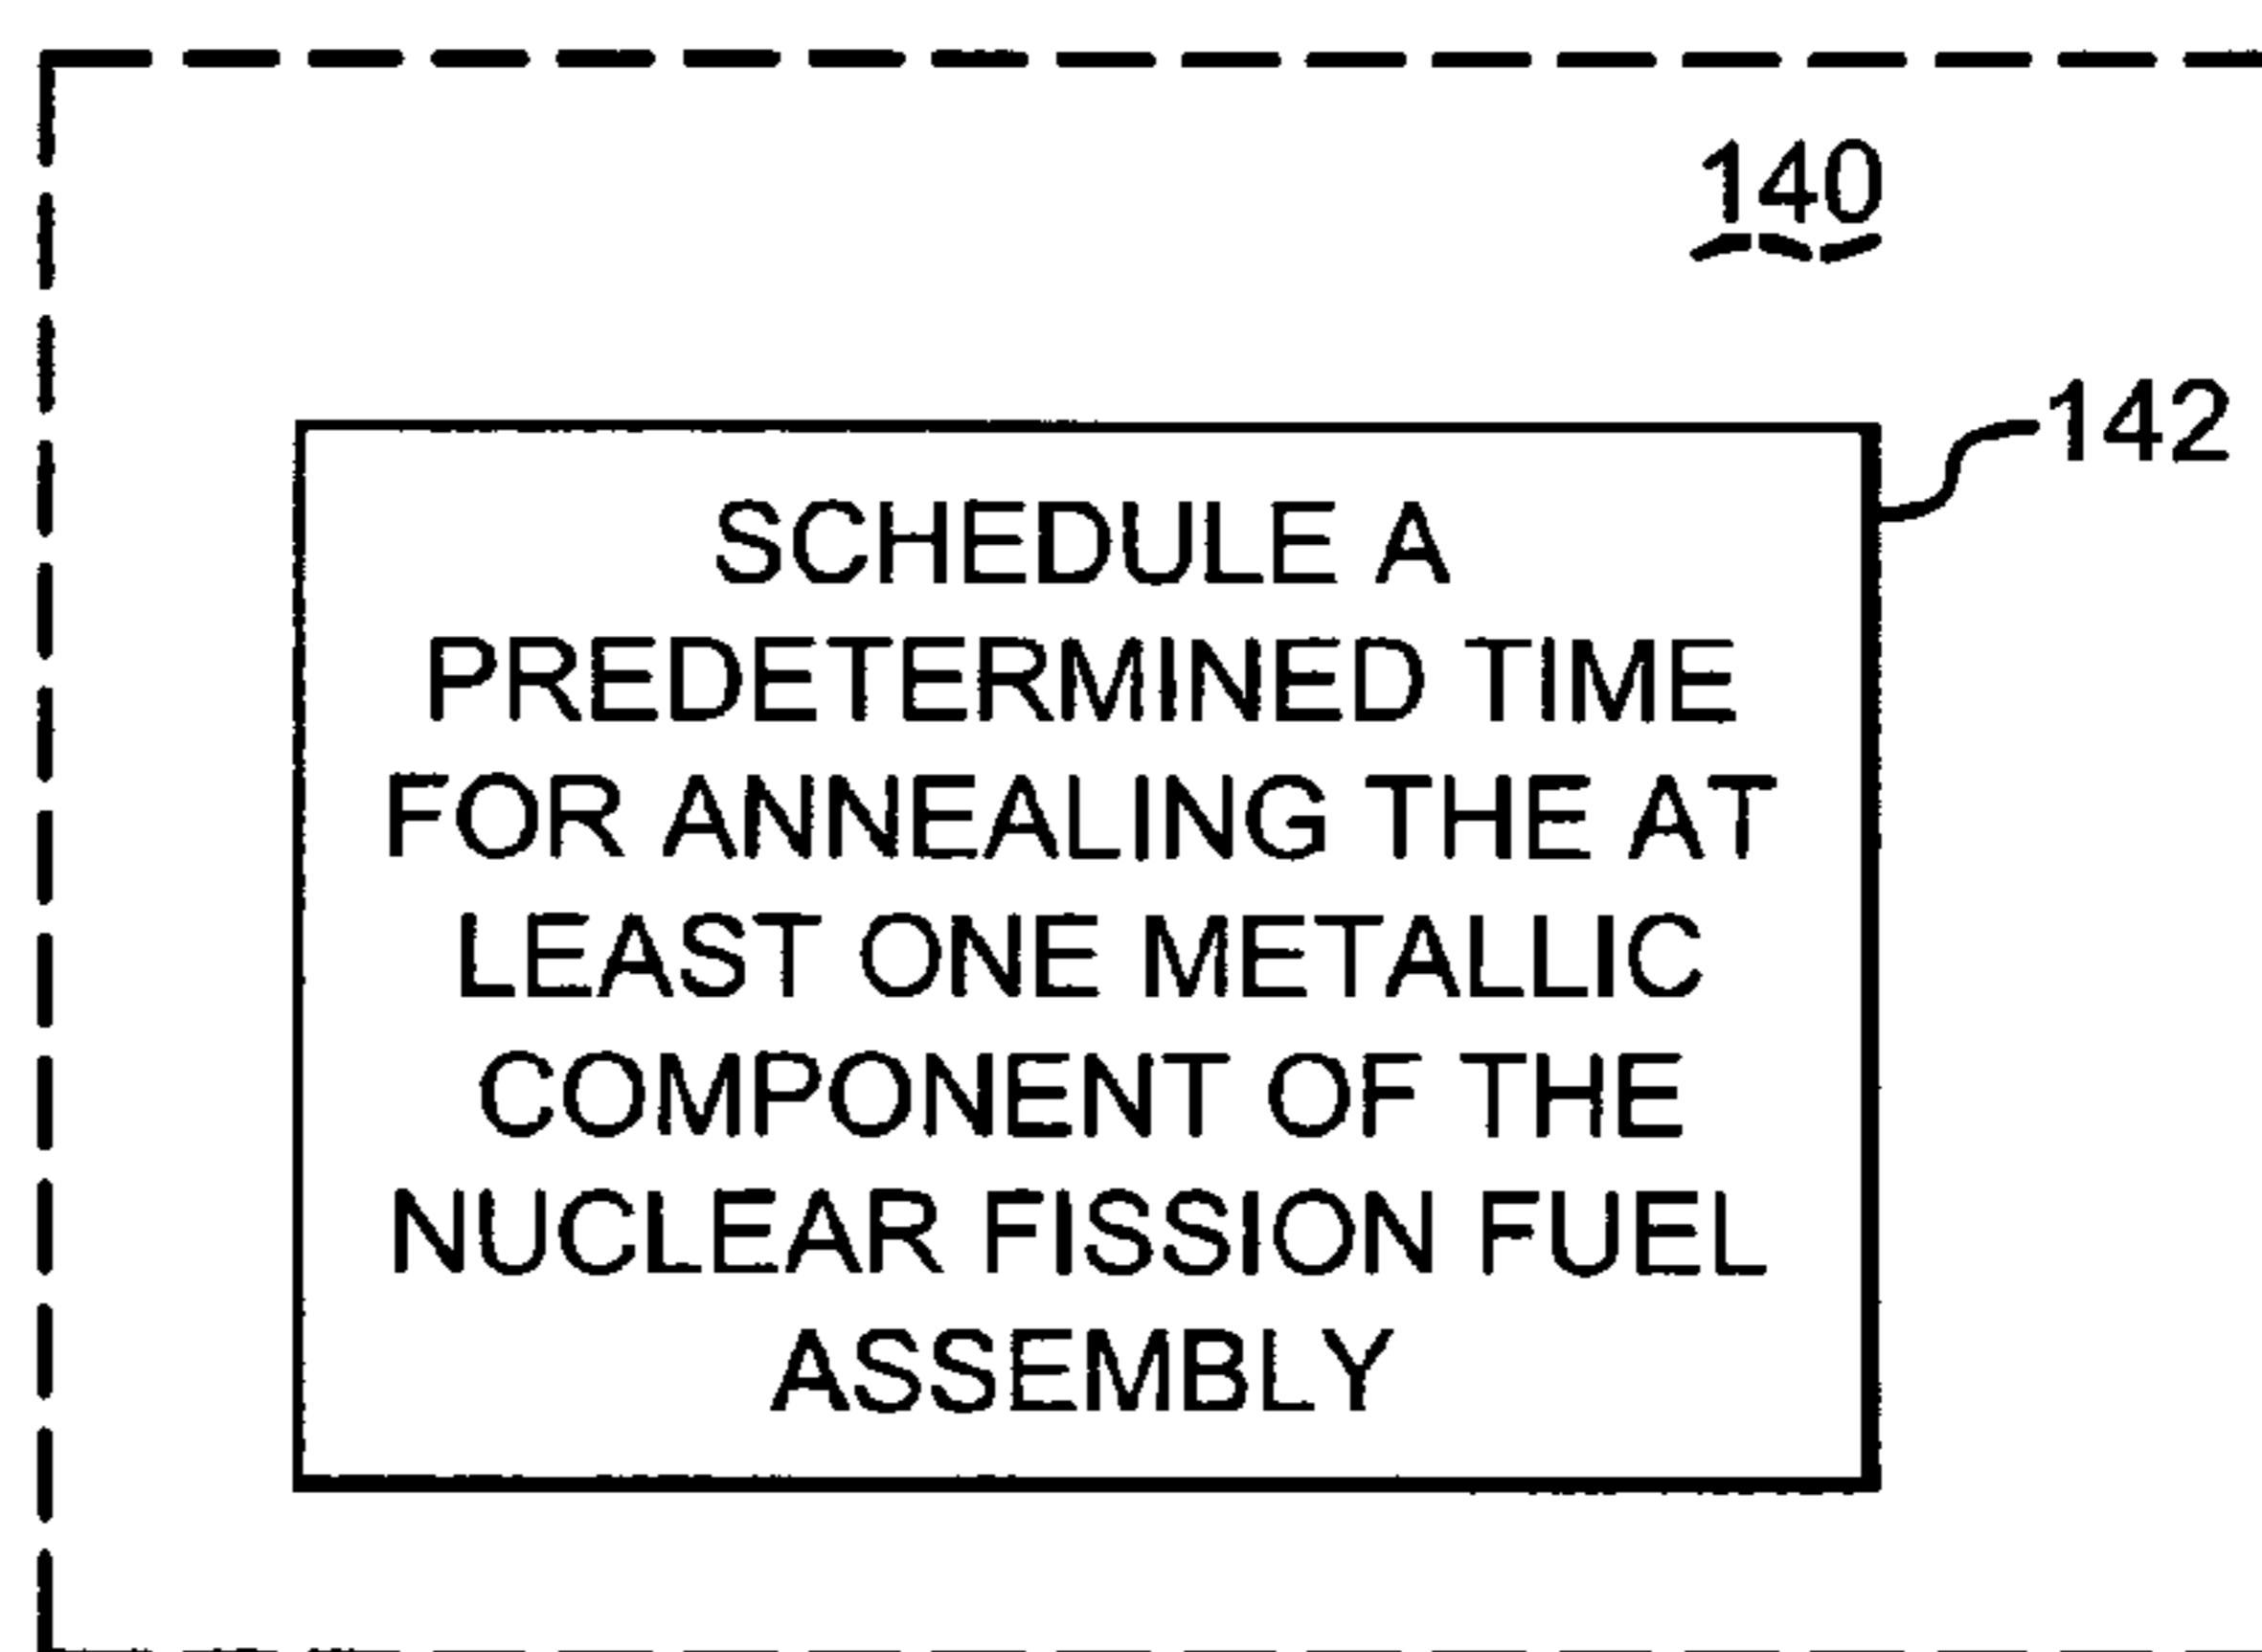 140
142
SCHEDULE A
PREDETERMINED TIME
FOR ANNEALING THE AT
LEAST ONE METALLIC
COMPONENT OF THE
NUCLEAR FISSION FUEL
ASSEMBLY